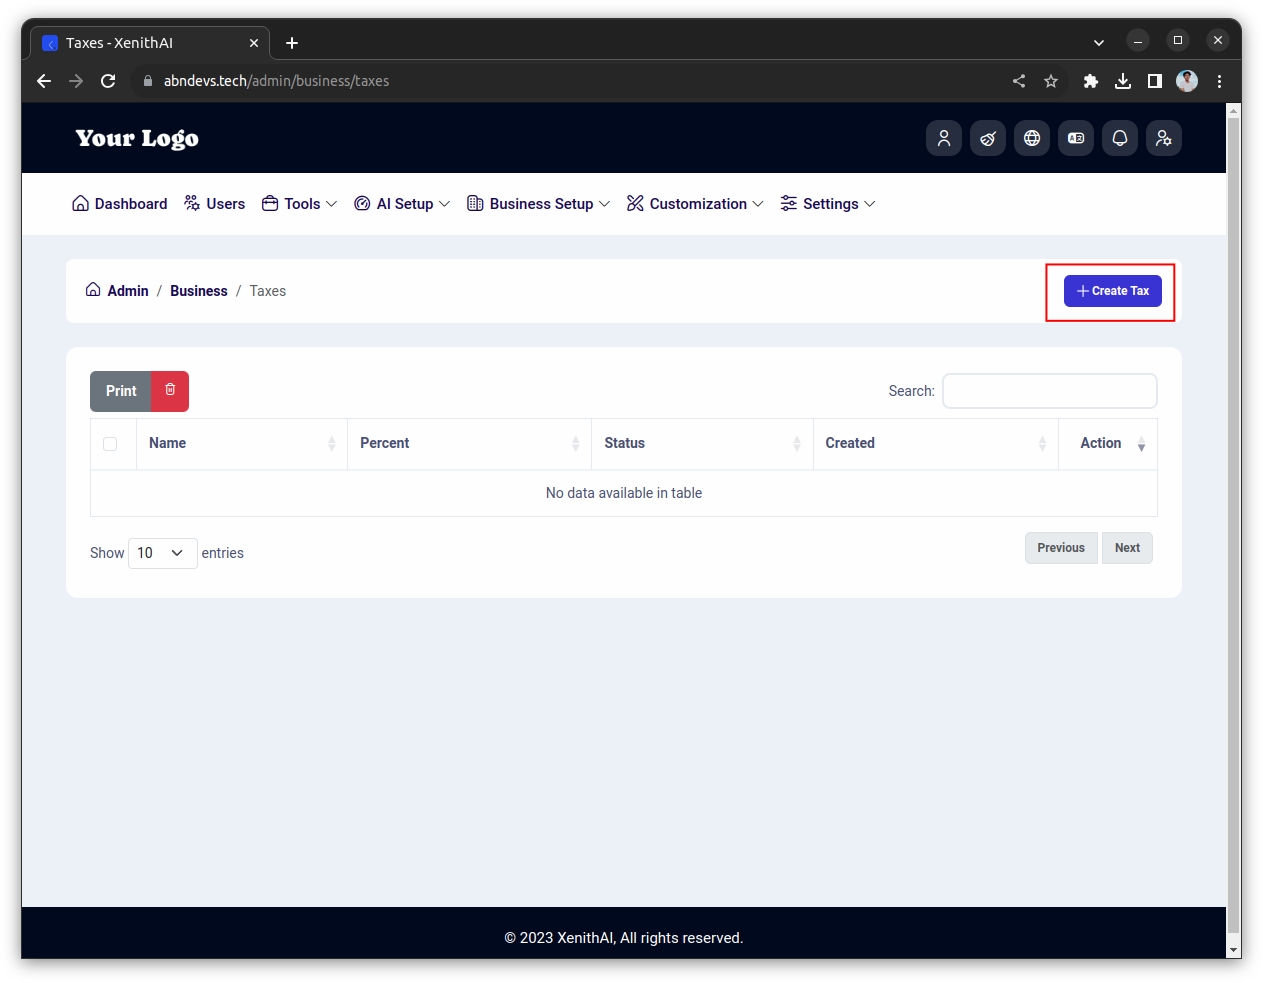 Taxes - XenithAI
abndevs.tech/admin/business/taxes
Your Logo
Dashboard Users Tools AI Setup Business Setup Customization Settings
Admin / Business / Taxes
Create Tax
Print
Search:
Name Percent Status Created Action
No data available in table
Show 10 entries
Previous Next
© 2023 XenithAI, All rights reserved.